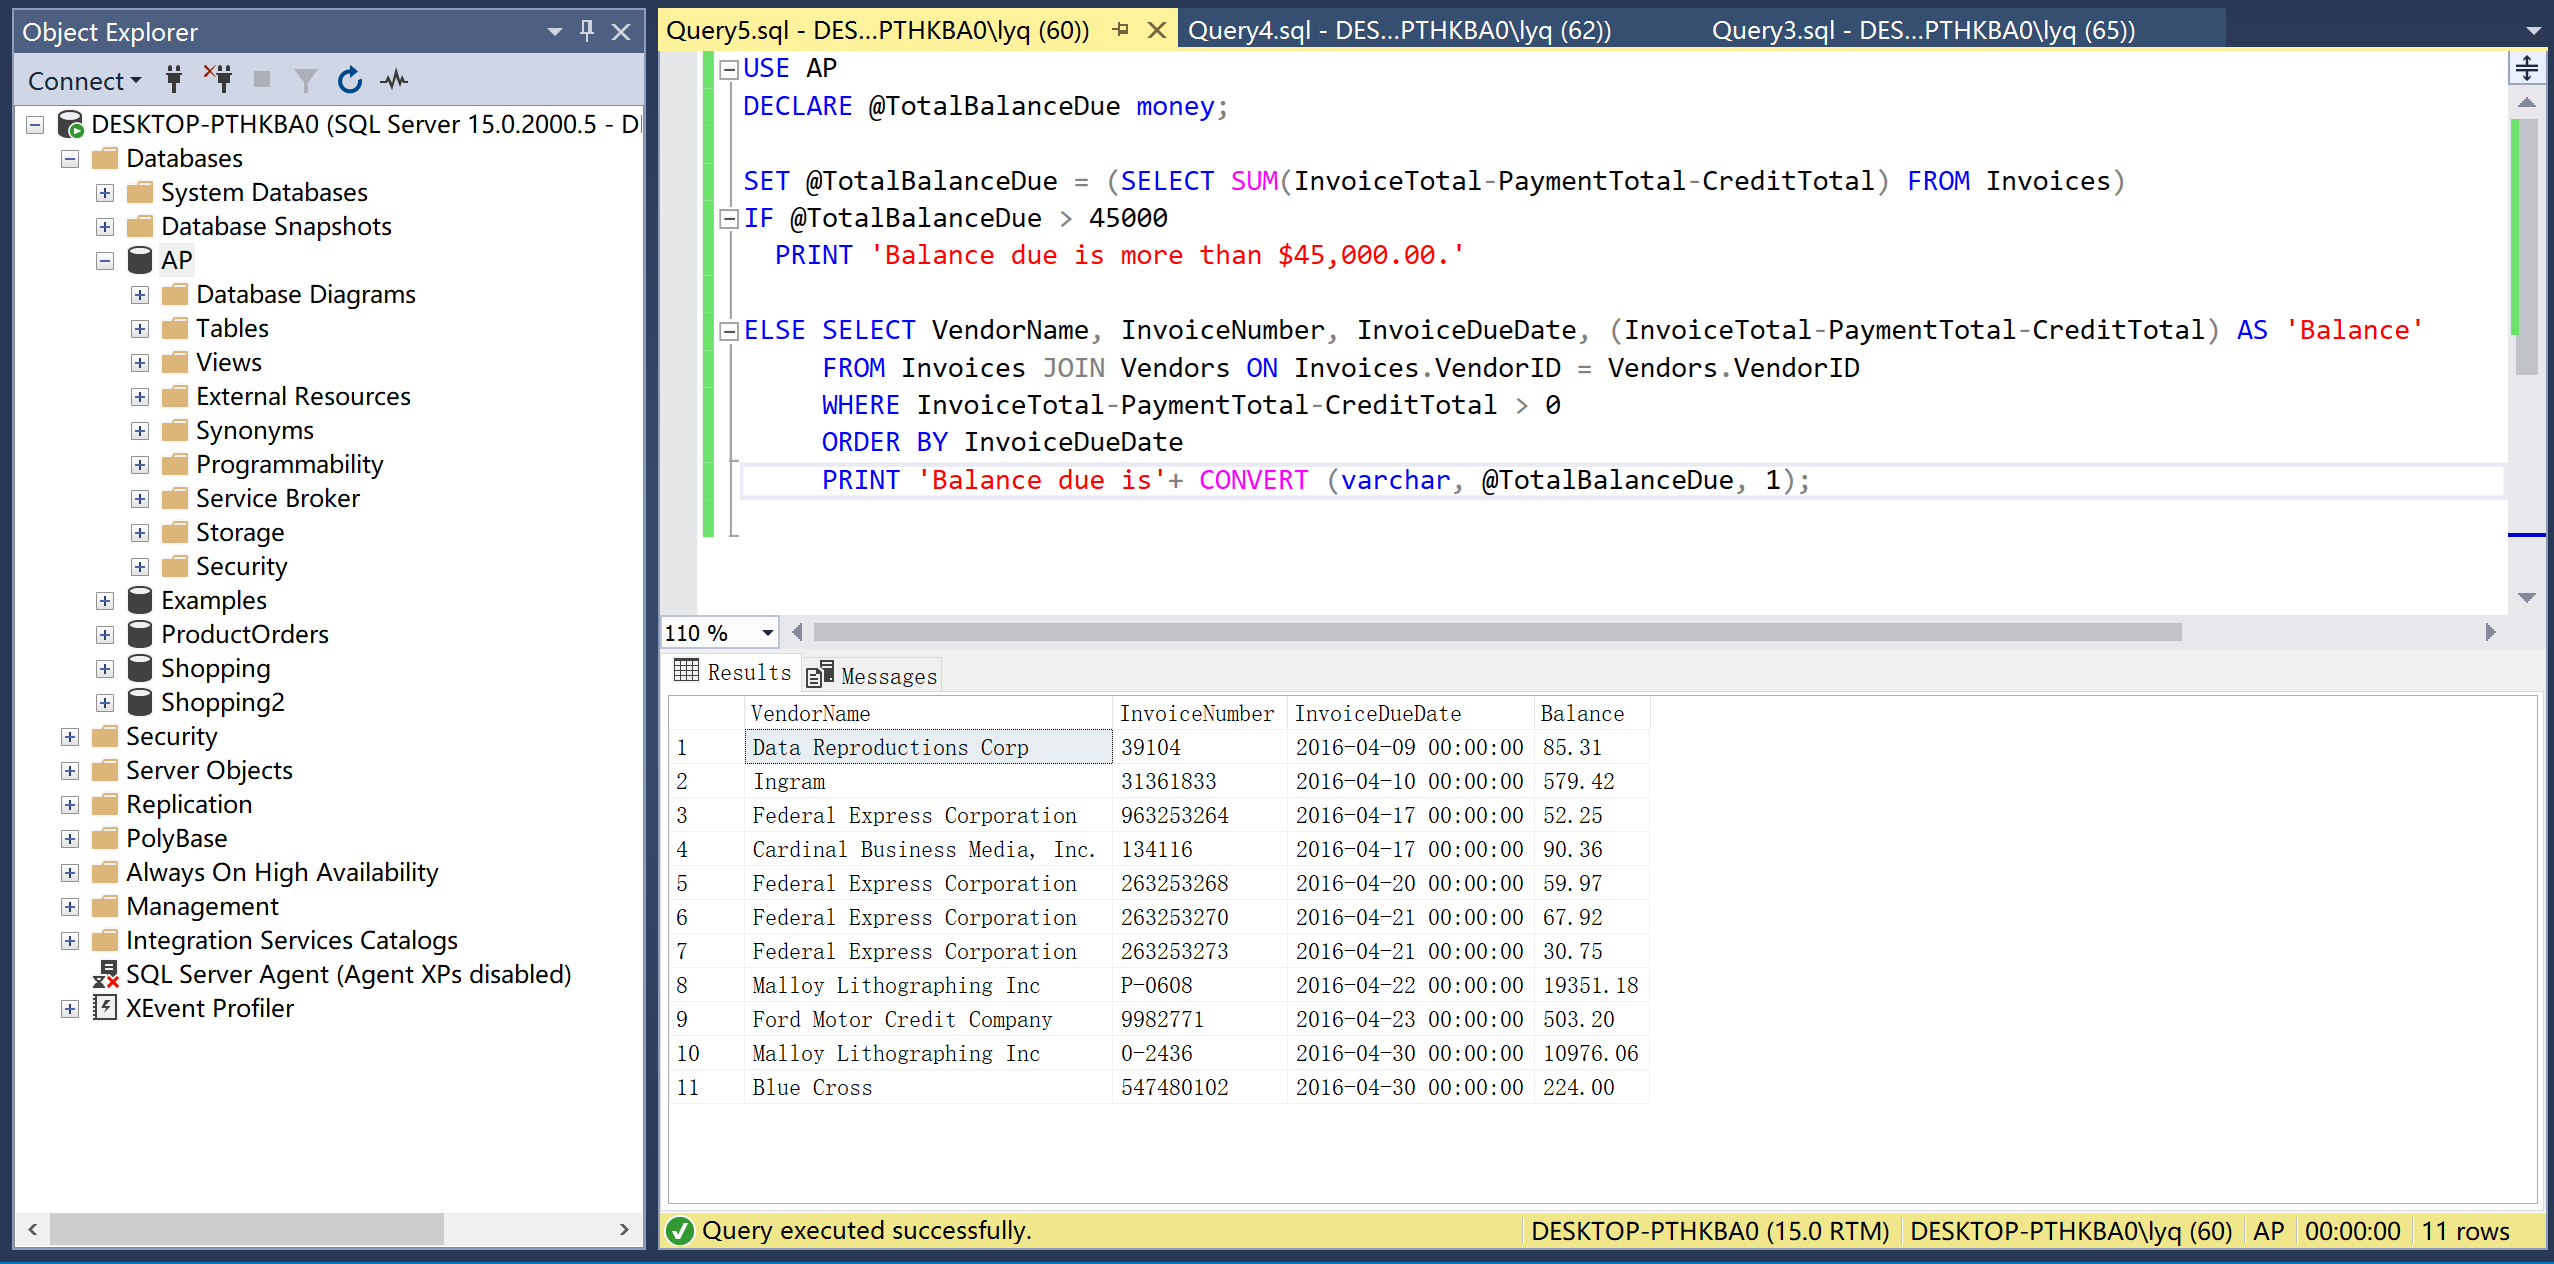 Object Explorer
Connect
DESKTOP-PTHKBA0 (SQL Server 15.0.2000.5 - D
Databases
System Databases
Database Snapshots
AP
Database Diagrams
Tables
Views
External Resources
Synonyms
Programmability
Service Broker
Storage
Security
Examples
ProductOrders
Shopping
Shopping2
Security
Server Objects
Replication
PolyBase
Always On High Availability
Management
Integration Services Catalogs
SQL Server Agent (Agent XPs disabled)
XEvent Profiler
Query5.sql - DES...PTHKBA0\lyq (60)) Query4.sql - DES...PTHKBA0\lyq (62)) Query3.sql - DES...PTHKBA0\lyq (65))
USE AP
DECLARE @TotalBalanceDue money;
SET @TotalBalanceDue = (SELECT SUM(InvoiceTotal-PaymentTotal-CreditTotal) FROM Invoices)
IF @TotalBalanceDue > 45000
PRINT 'Balance due is more than $45,000.00.'
ELSE SELECT VendorName, InvoiceNumber, InvoiceDueDate, (InvoiceTotal-PaymentTotal-CreditTotal) AS 'Balance'
FROM Invoices JOIN Vendors ON Invoices.VendorID = Vendors.VendorID
WHERE InvoiceTotal-PaymentTotal-CreditTotal > 0
ORDER BY InvoiceDueDate
PRINT 'Balance due is'+ CONVERT (varchar, @TotalBalanceDue, 1);
110 %
Results Messages
VendorName InvoiceNumber InvoiceDueDate Balance
1 Data Reproductions Corp 39104 2016-04-09 00:00:00 85.31
2 Ingram 31361833 2016-04-10 00:00:00 579.42
3 Federal Express Corporation 963253264 2016-04-17 00:00:00 52.25
4 Cardinal Business Media, Inc. 134116 2016-04-17 00:00:00 90.36
5 Federal Express Corporation 263253268 2016-04-20 00:00:00 59.97
6 Federal Express Corporation 263253270 2016-04-21 00:00:00 67.92
7 Federal Express Corporation 263253273 2016-04-21 00:00:00 30.75
8 Malloy Lithographing Inc P-0608 2016-04-22 00:00:00 19351.18
9 Ford Motor Credit Company 9982771 2016-04-23 00:00:00 503.20
10 Malloy Lithographing Inc 0-2436 2016-04-30 00:00:00 10976.06
11 Blue Cross 547480102 2016-04-30 00:00:00 224.00
Query executed successfully. DESKTOP-PTHKBA0 (15.0 RTM) DESKTOP-PTHKBA0\lyq (60) AP 00:00:00 11 rows